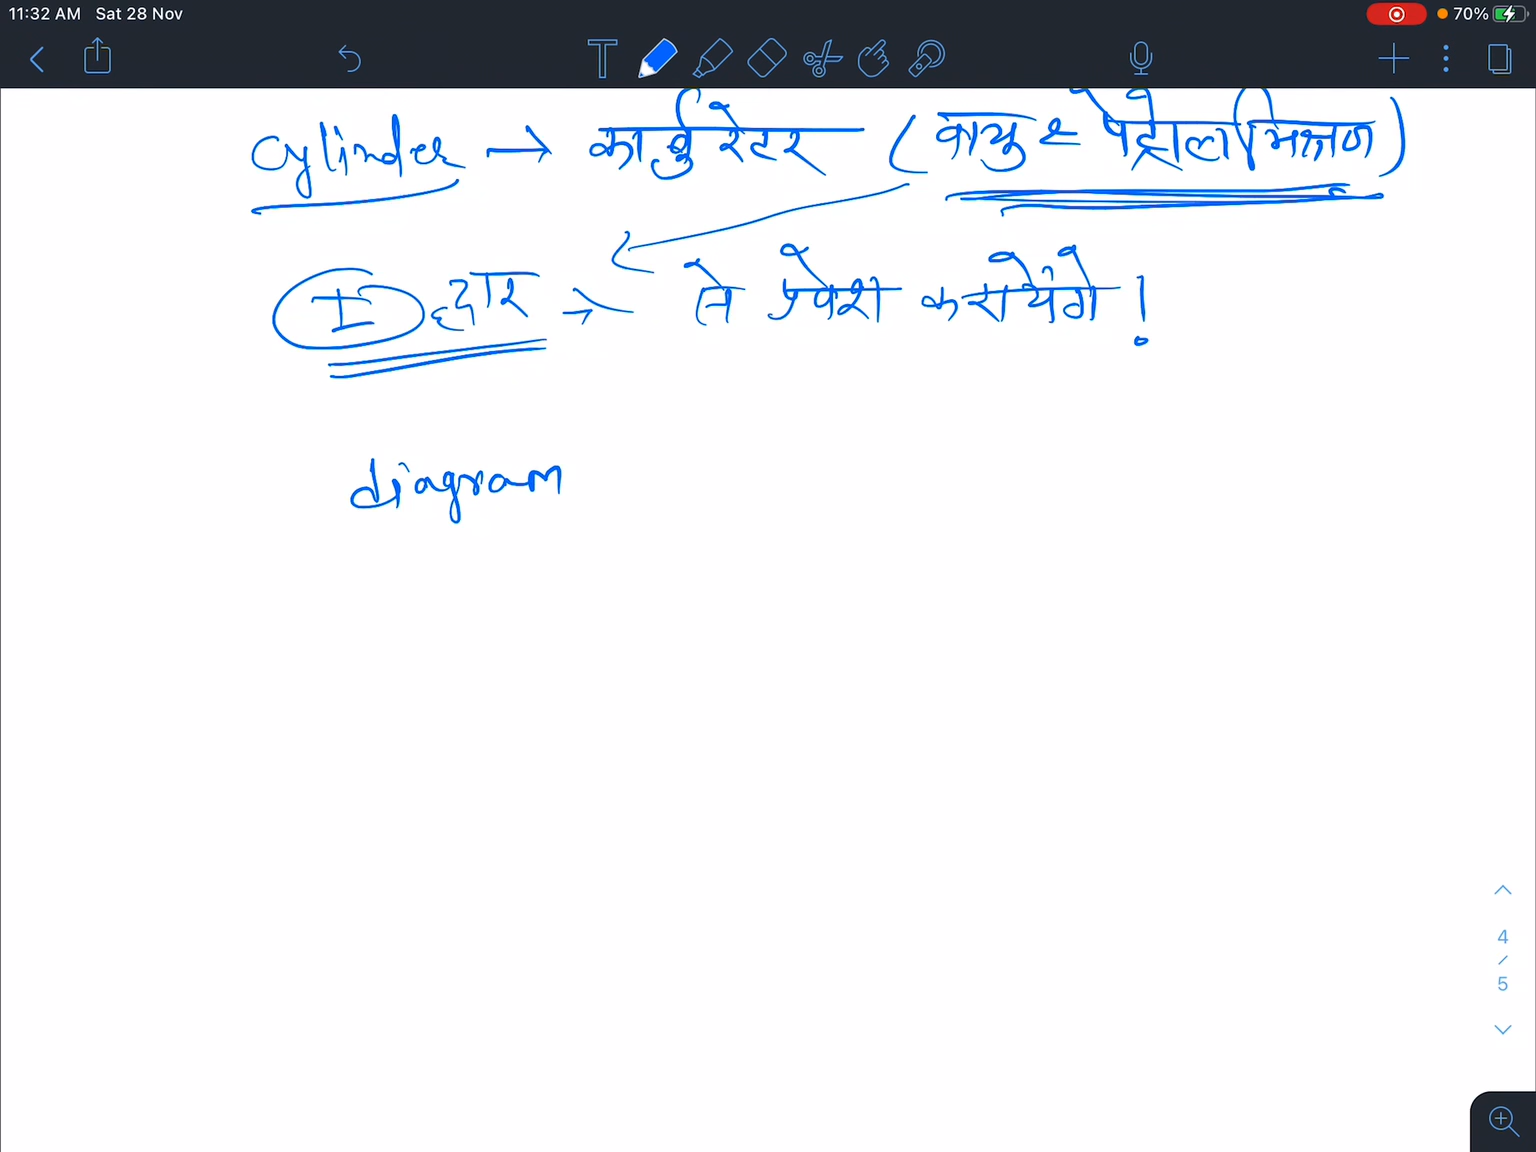 11:32 AM Sat 28 Nov 70%
cylinder → कार्बुरेटर (वायु & पेट्रोल मिश्रण)
I द्वार → से प्रवेश करायेंगे!
diagram
4
/
5